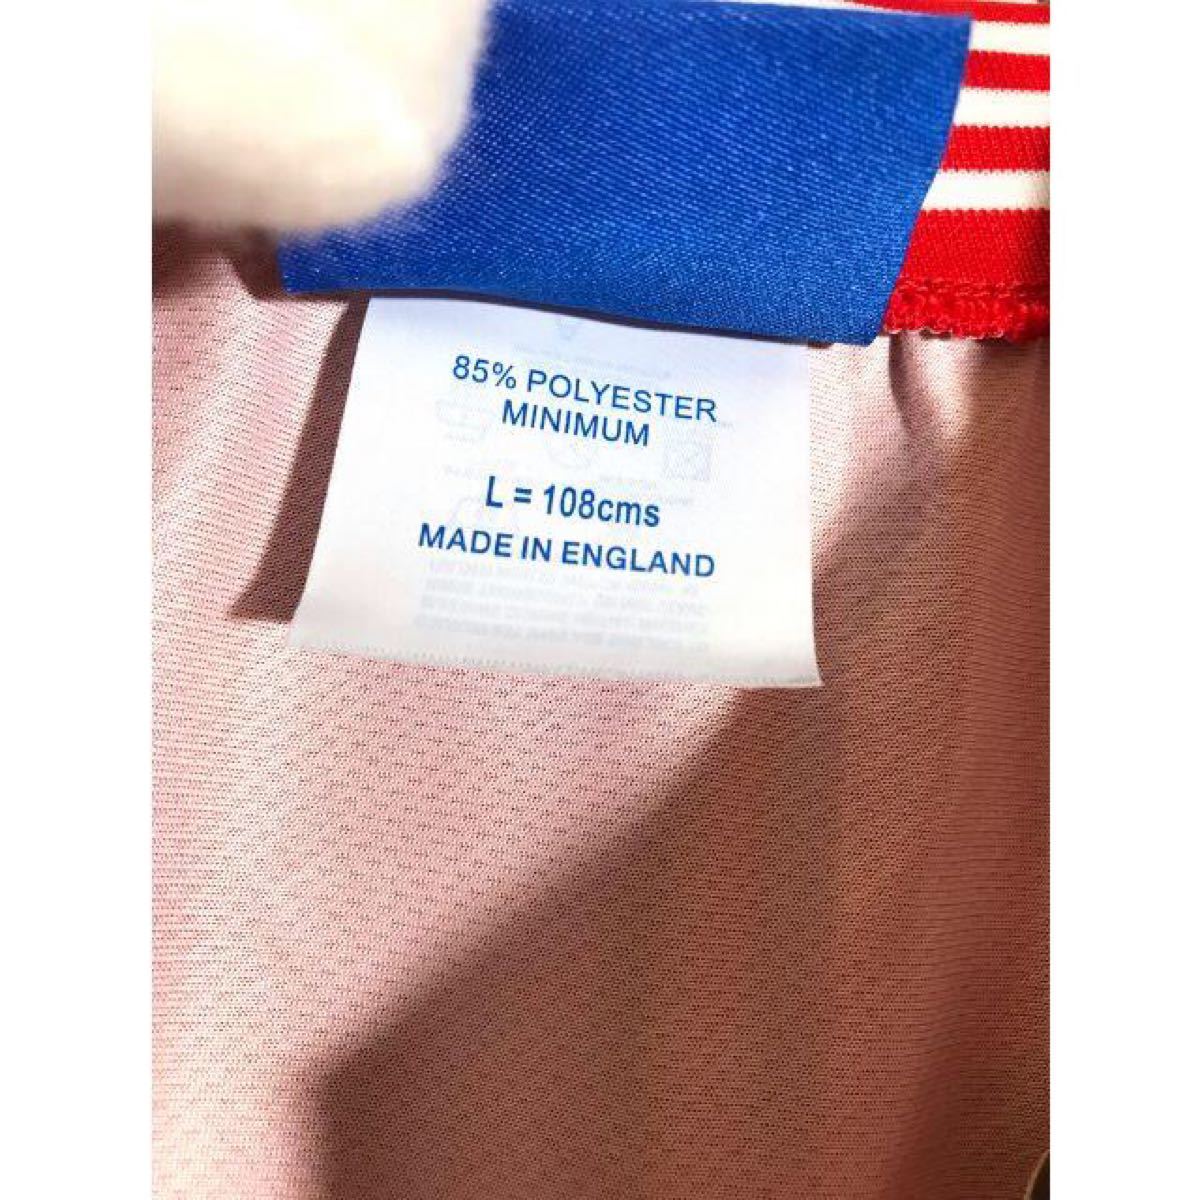 85% POLYESTER
MINIMUM
L = 108cms
MADE IN ENGLAND